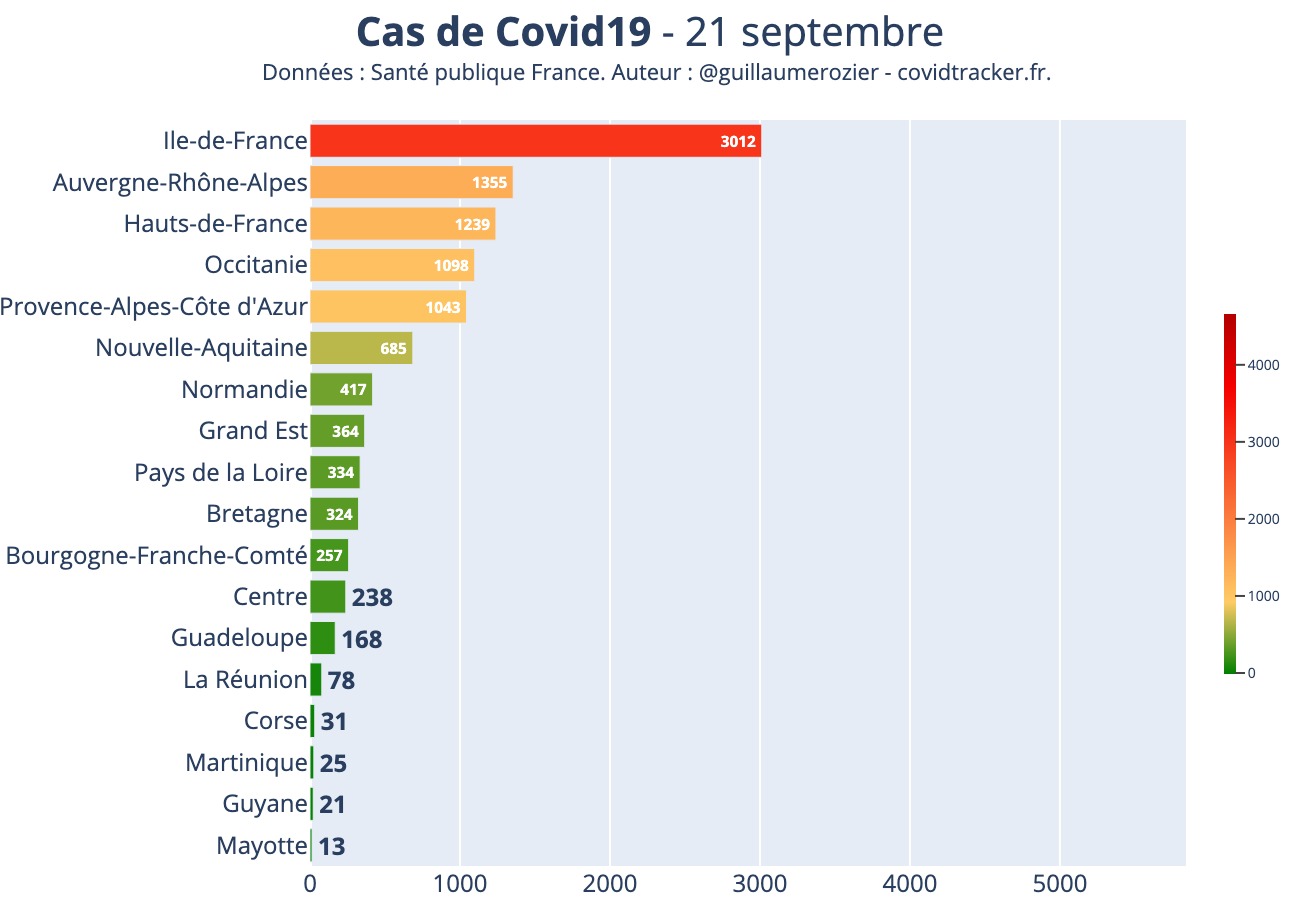 Cas de Covid19 - 21 septembre
Données : Santé publique France. Auteur : @guillaumerozier - covidtracker.fr.
Ile-de-France 3012
Auvergne-Rhône-Alpes 1355
Hauts-de-France 1239
Occitanie 1098
Provence-Alpes-Côte d'Azur 1043
Nouvelle-Aquitaine 685
Normandie 417
Grand Est 364
Pays de la Loire 334
Bretagne 324
Bourgogne-Franche-Comté 257
Centre 238
Guadeloupe 168
La Réunion 78
Corse 31
Martinique 25
Guyane 21
Mayotte 13
0 1000 2000 3000 4000 5000
4000
3000
2000
1000
0